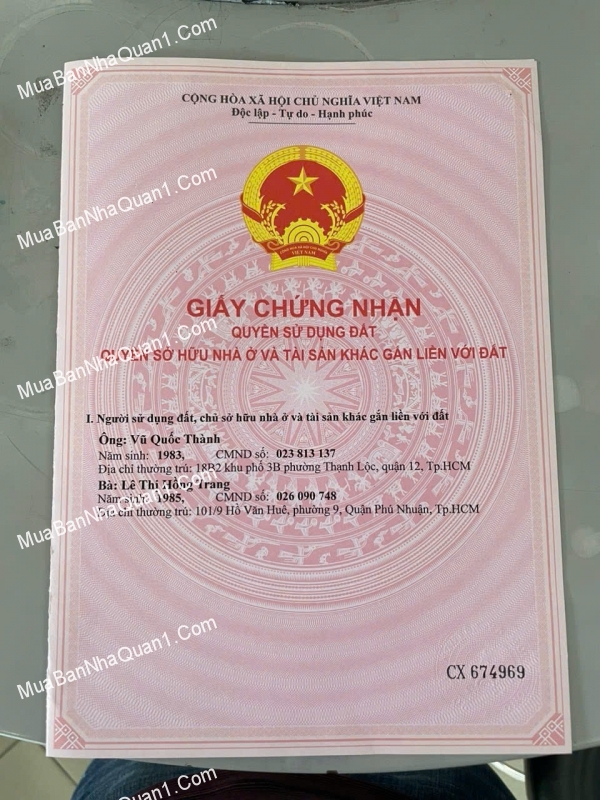 MuaBanNhaQuan1.Com
CỘNG HÒA XÃ HỘI CHỦ NGHĨA VIỆT NAM
Độc lập - Tự do - Hạnh phúc
MuaBanNhaQuan1.Com
VIỆT NAM
GIẤY CHỨNG NHẬN
QUYỀN SỬ DỤNG ĐẤT
QUYỀN SỞ HỮU NHÀ Ở VÀ TÀI SẢN KHÁC GẮN LIỀN VỚI ĐẤT
MuaBanNhaQuan1.Com
I. Người sử dụng đất, chủ sở hữu nhà ở và tài sản khác gắn liền với đất
Ông: Vũ Quốc Thành
Năm sinh: 1983, CMND số: 023 813 137
Địa chỉ thường trú: 18B2 khu phố 3B phường Thạnh Lộc, quận 12, Tp.HCM
Bà: Lê Thị Hồng Trang
Năm sinh: 1985, CMND số: 026 090 748
Địa chỉ thường trú: 101/9 Hồ Văn Huê, phường 9, Quận Phú Nhuận, Tp.HCM
MuaBanNhaQuan1.Com
MuaBanNhaQuan1.Com
CX 674969
MuaBanNhaQuan1.Com